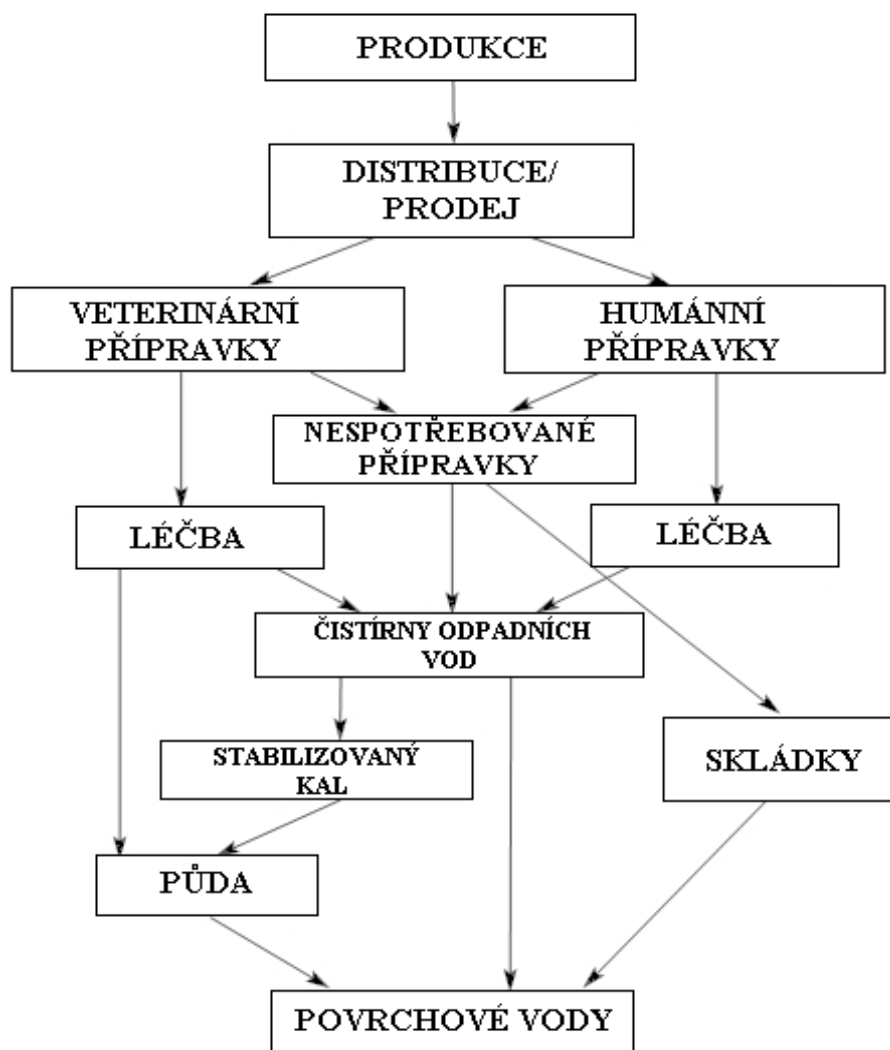 PRODUKCE
DISTRIBUCE/
PRODEJ
VETERINÁRNÍ
PŘÍPRAVKY
HUMÁNNÍ
PŘÍPRAVKY
NESPOTŘEBOVANÉ
PŘÍPRAVKY
LÉČBA
LÉČBA
ČISTÍRNY ODPADNÍCH
VOD
STABILIZOVANÝ
KAL
SKLÁDKY
PŮDA
POVRCHOVÉ VODY